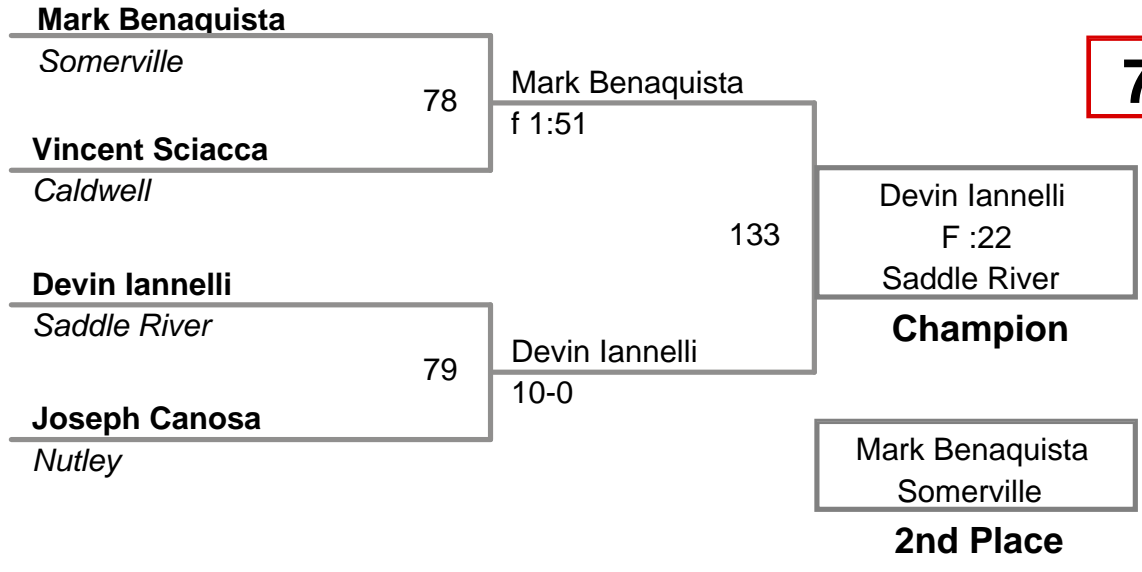 Mark Benaquista
Somerville
78
Vincent Sciacca
Caldwell
Mark Benaquista
f 1:51
Devin Iannelli
Saddle River
79
Joseph Canosa
Nutley
Devin Iannelli
10-0
133
7
Devin Iannelli
F :22
Saddle River
Champion
Mark Benaquista
Somerville
2nd Place